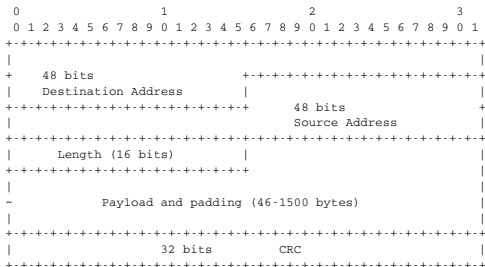 0 1 2 3
0 1 2 3 4 5 6 7 8 9 0 1 2 3 4 5 6 7 8 9 0 1 2 3 4 5 6 7 8 9 0 1
+-+-+-+-+-+-+-+-+-+-+-+-+-+-+-+-+-+-+-+-+-+-+-+-+-+-+-+-+-+-+-+-+
| |
+ 48 bits +-+-+-+-+-+-+-+-+-+-+-+-+-+-+-+-+
| Destination Address | |
+-+-+-+-+-+-+-+-+-+-+-+-+-+-+-+-+ 48 bits +
| Source Address |
+-+-+-+-+-+-+-+-+-+-+-+-+-+-+-+-+-+-+-+-+-+-+-+-+-+-+-+-+-+-+-+-+
| Length (16 bits) | |
+-+-+-+-+-+-+-+-+-+-+-+-+-+-+-+-+ |
| |
~ Payload and padding (46-1500 bytes) ~
| |
+-+-+-+-+-+-+-+-+-+-+-+-+-+-+-+-+-+-+-+-+-+-+-+-+-+-+-+-+-+-+-+-+
| 32 bits CRC |
+-+-+-+-+-+-+-+-+-+-+-+-+-+-+-+-+-+-+-+-+-+-+-+-+-+-+-+-+-+-+-+-+